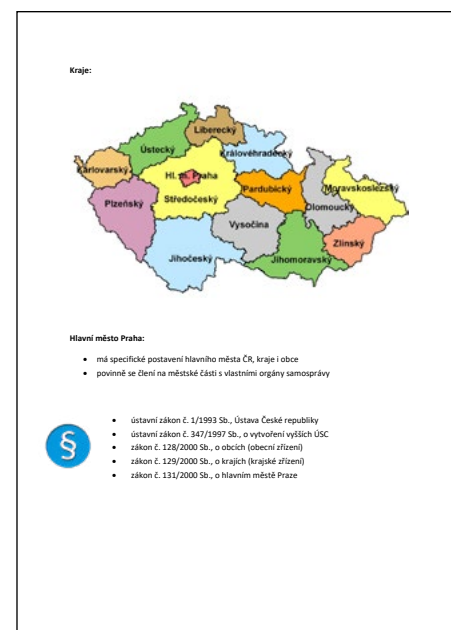 Kraje:
Liberecký
Ústecký
Královéhradecký
Karlovarský
Hl. m. Praha
Pardubický
Moravskoslezský
Středočeský
Plzeňský
Olomoucký
Vysočina
Zlínský
Jihočeský
Jihomoravský
Hlavní město Praha:
• má specifické postavení hlavního města ČR, kraje i obce
• povinně se člení na městské části s vlastními orgány samosprávy
§
• ústavní zákon č. 1/1993 Sb., Ústava České republiky
• ústavní zákon č. 347/1997 Sb., o vytvoření vyšších ÚSC
• zákon č. 128/2000 Sb., o obcích (obecní zřízení)
• zákon č. 129/2000 Sb., o krajích (krajské zřízení)
• zákon č. 131/2000 Sb., o hlavním městě Praze